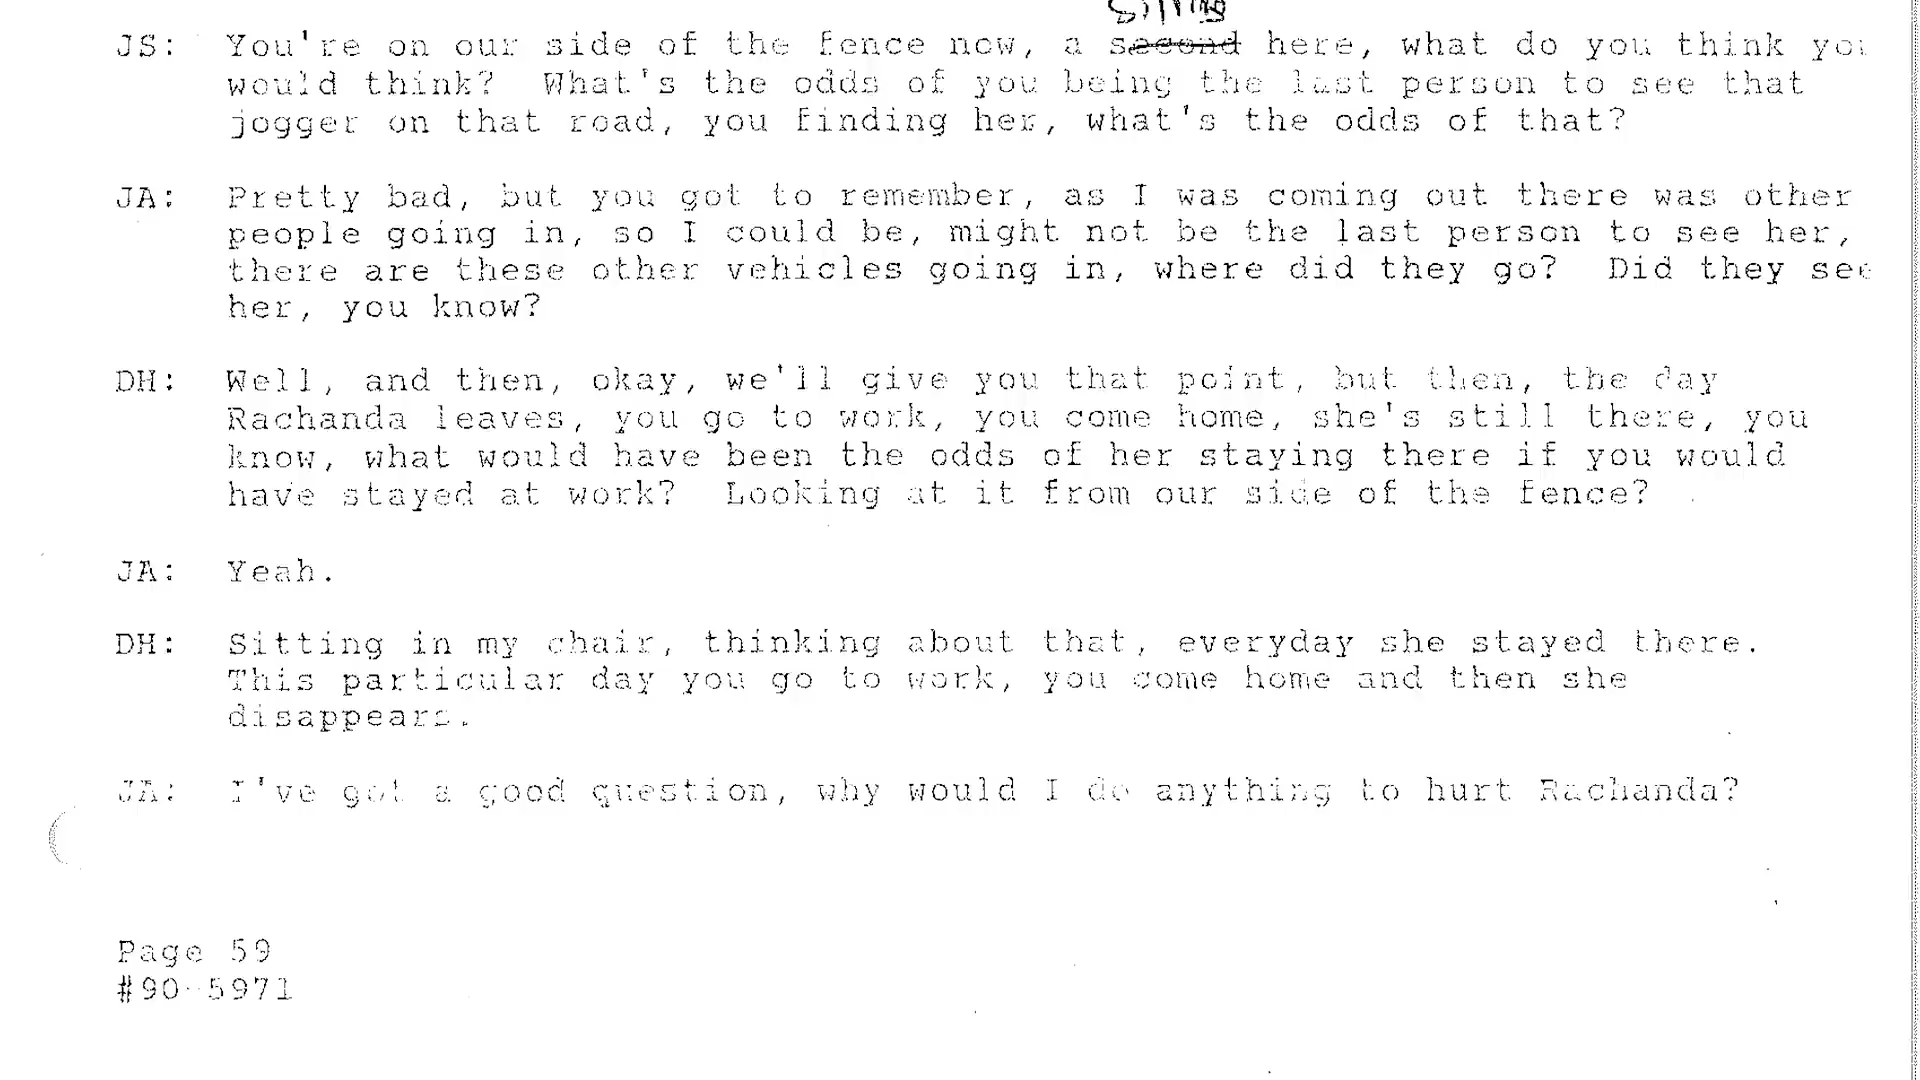 sitting
JS: You're on our side of the fence now, a second here, what do you think you
would think? What's the odds of you being the last person to see that
jogger on that road, you finding her, what's the odds of that?
JA: Pretty bad, but you got to remember, as I was coming out there was other
people going in, so I could be, might not be the last person to see her,
there are these other vehicles going in, where did they go? Did they see
her, you know?
DH: Well, and then, okay, we'll give you that point, but then, the day
Rachanda leaves, you go to work, you come home, she's still there, you
know, what would have been the odds of her staying there if you would
have stayed at work? Looking at it from our side of the fence?
JA: Yeah.
DH: Sitting in my chair, thinking about that, everyday she stayed there.
This particular day you go to work, you come home and then she
disappears.
JA: I've got a good question, why would I do anything to hurt Rachanda?
Page 59
#90-5971